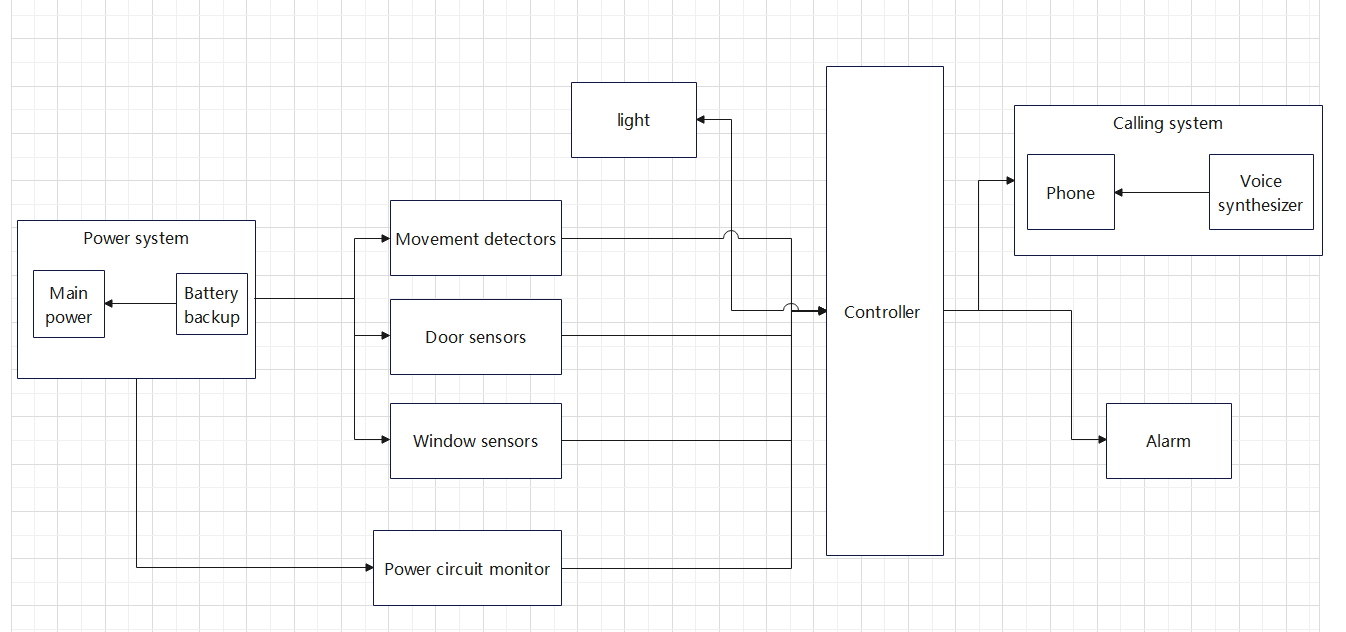 light
Calling system
Phone
Voice
synthesizer
Power system
Main
power
Battery
backup
Movement detectors
Door sensors
Controller
Window sensors
Alarm
Power circuit monitor